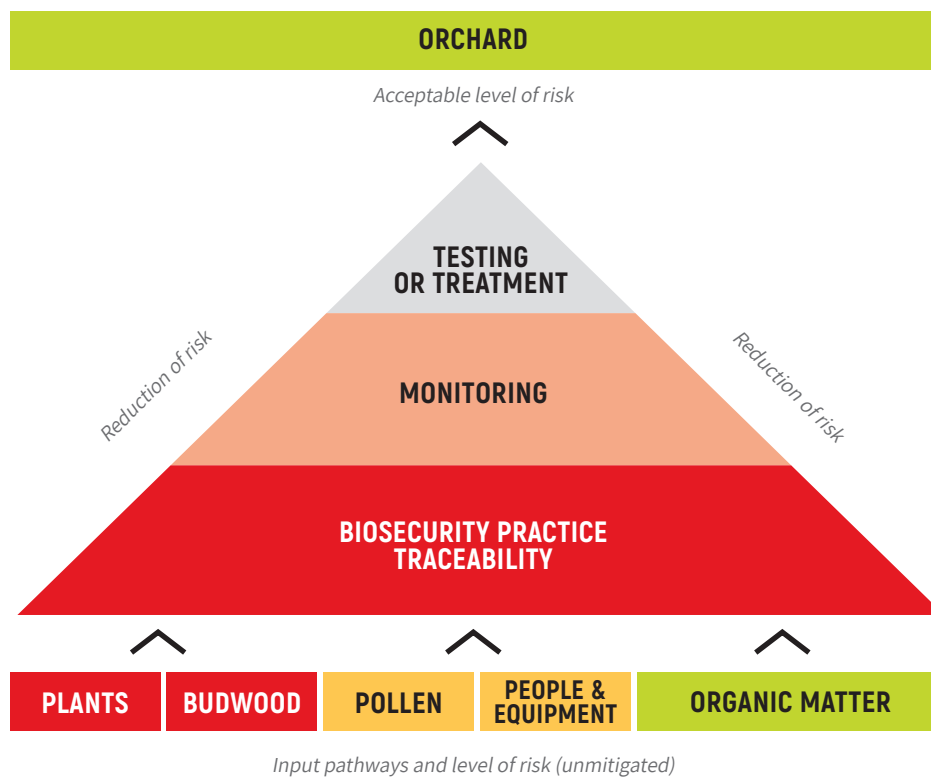 ORCHARD
Acceptable level of risk
TESTING
OR TREATMENT
Reduction of risk
Reduction of risk
MONITORING
BIOSECURITY PRACTICE
TRACEABILITY
PLANTS
BUDWOOD
POLLEN
PEOPLE &
EQUIPMENT
ORGANIC MATTER
Input pathways and level of risk (unmitigated)